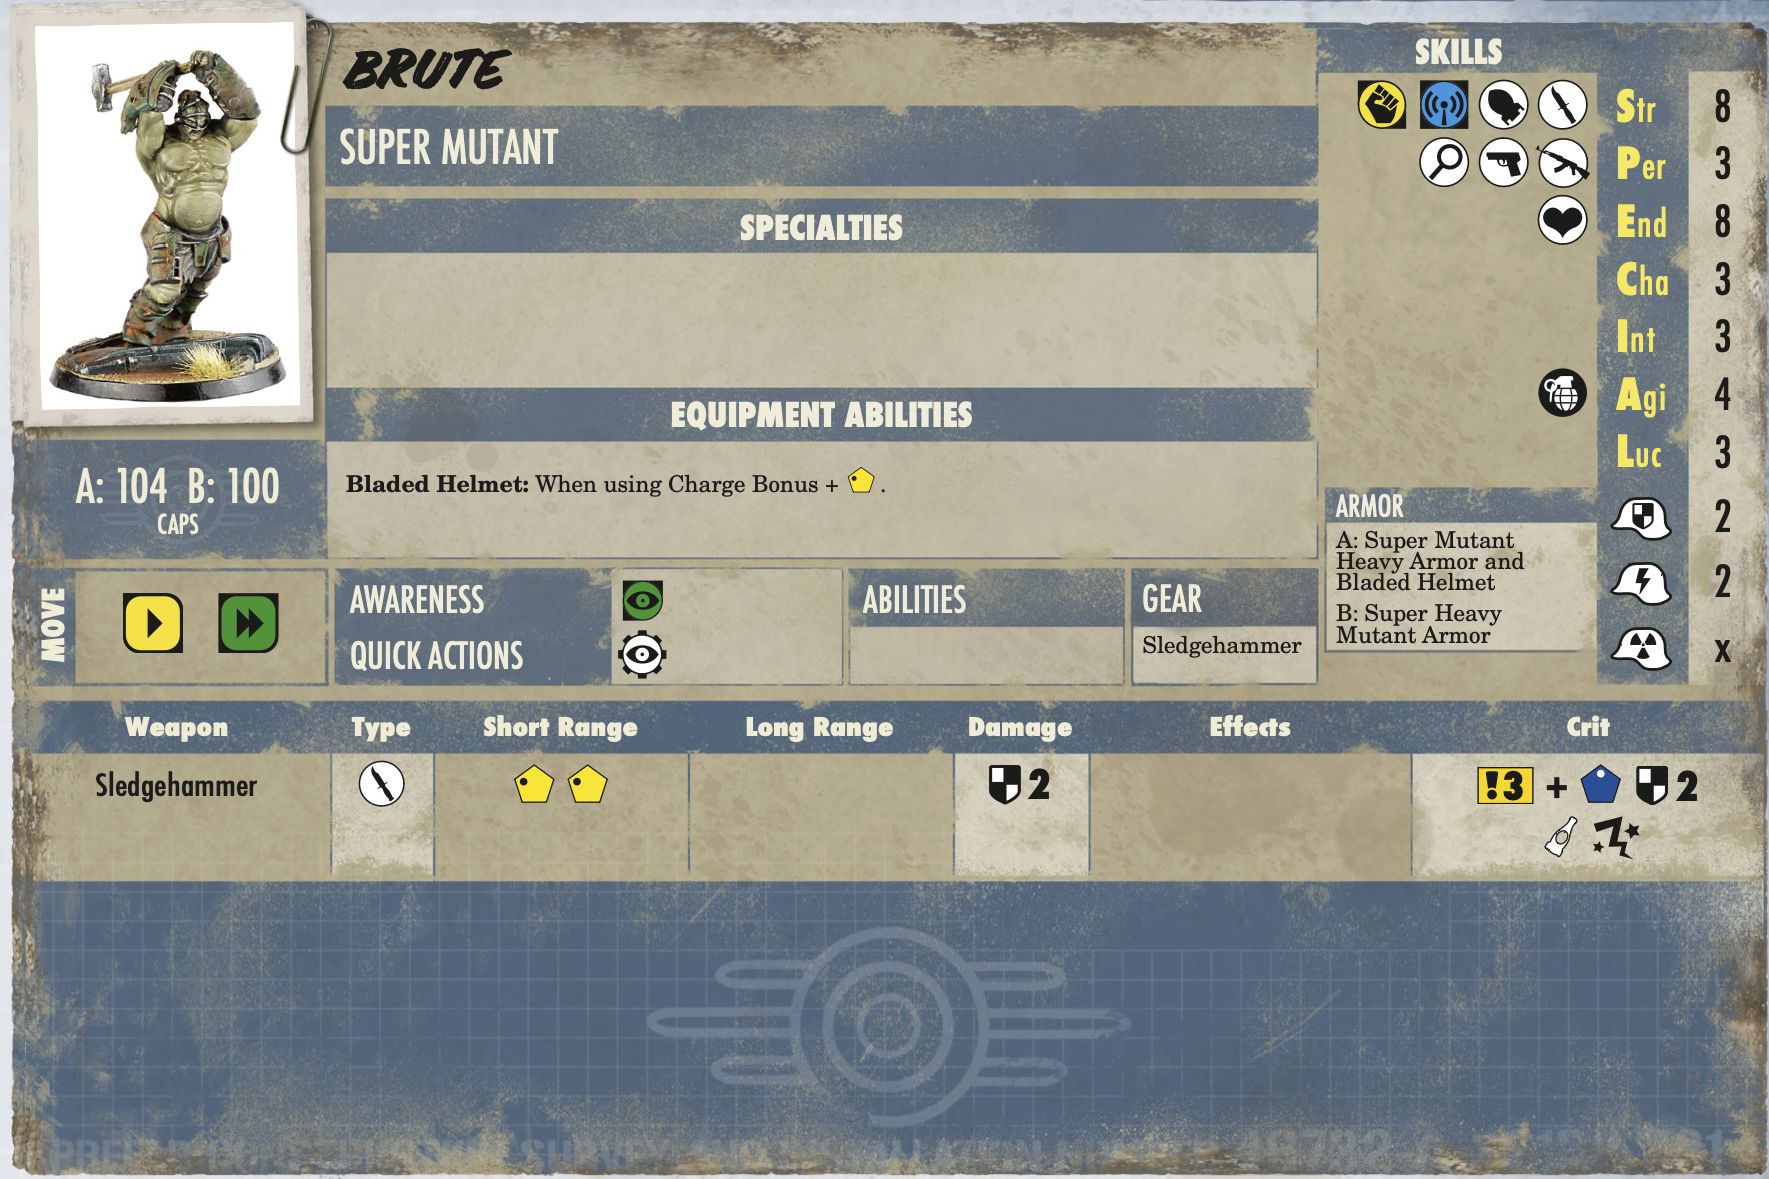 BRUTE
SUPER MUTANT
SPECIALTIES
EQUIPMENT ABILITIES
Bladed Helmet: When using Charge Bonus + .
A: 104 B: 100
CAPS
MOVE
AWARENESS
QUICK ACTIONS
ABILITIES
GEAR
Sledgehammer
SKILLS
Str 8
Per 3
End 8
Cha 3
Int 3
Agi 4
Luc 3
2
2
x
ARMOR
A: Super Mutant
Heavy Armor and
Bladed Helmet
B: Super Heavy
Mutant Armor
Weapon Type Short Range Long Range Damage Effects Crit
Sledgehammer 2 !3 + 2